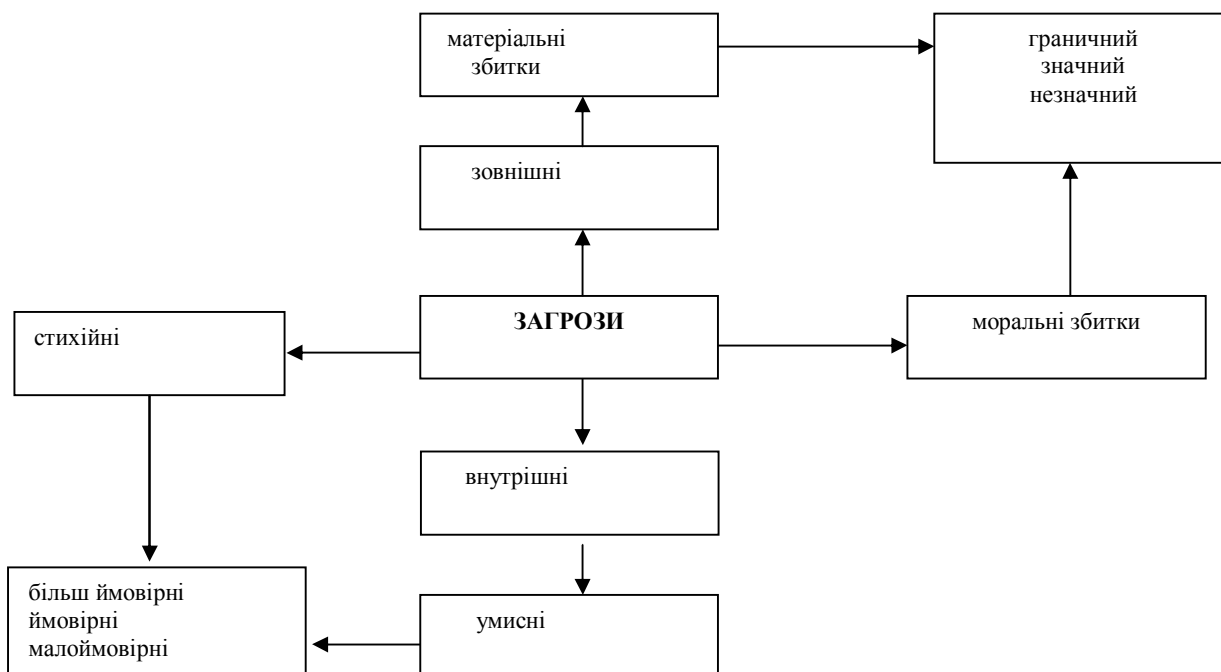 матеріальні
збитки
граничний
значний
незначний
зовнішні
ЗАГРОЗИ
стихійні
моральні збитки
внутрішні
більш ймовірні
ймовірні
малоймовірні
умисні